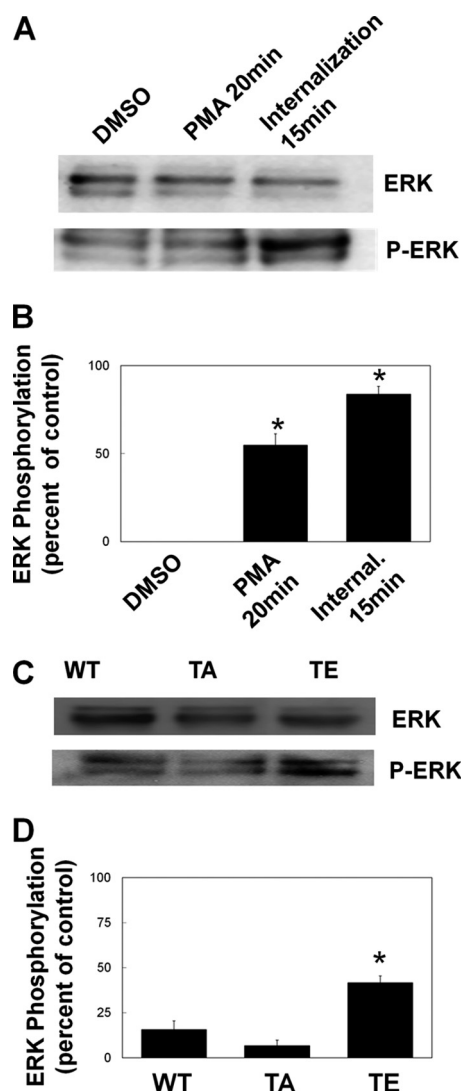 A
DMSO
PMA 20min
Internalization
15min
ERK
P-ERK
B
ERK Phosphorylation
(percent of control)
100
50
0
*
*
DMSO
PMA
20min
Internal.
15min
C
WT TA TE
ERK
P-ERK
D
ERK Phosphorylation
(percent of control)
100
75
50
25
0
*
WT TA TE